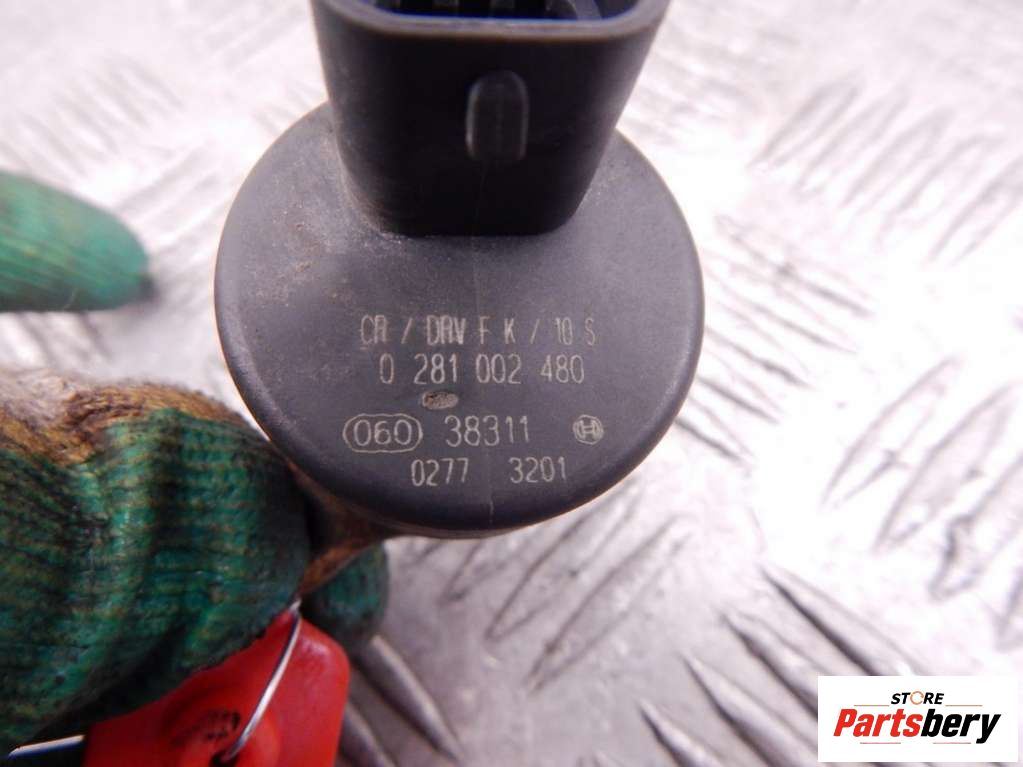 CR / DRV F K / 10 S
0 281 002 480
060 38311
0277 3201
STORE
Partsbery